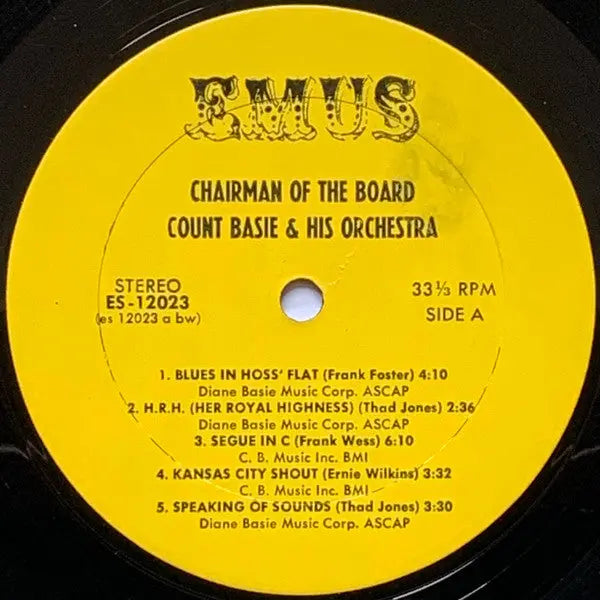 EMUS
CHAIRMAN OF THE BOARD
COUNT BASIE & HIS ORCHESTRA
STEREO
ES-12023
(es 12023 a bw)
33⅓ RPM
SIDE A
1. BLUES IN HOSS' FLAT (Frank Foster) 4:10
Diane Basie Music Corp. ASCAP
2. H.R.H. (HER ROYAL HIGHNESS) (Thad Jones) 2:36
Diane Basie Music Corp. ASCAP
3. SEGUE IN C (Frank Wess) 6:10
C. B. Music Inc. BMI
4. KANSAS CITY SHOUT (Ernie Wilkins) 3:32
C. B. Music Inc. BMI
5. SPEAKING OF SOUNDS (Thad Jones) 3:30
Diane Basie Music Corp. ASCAP